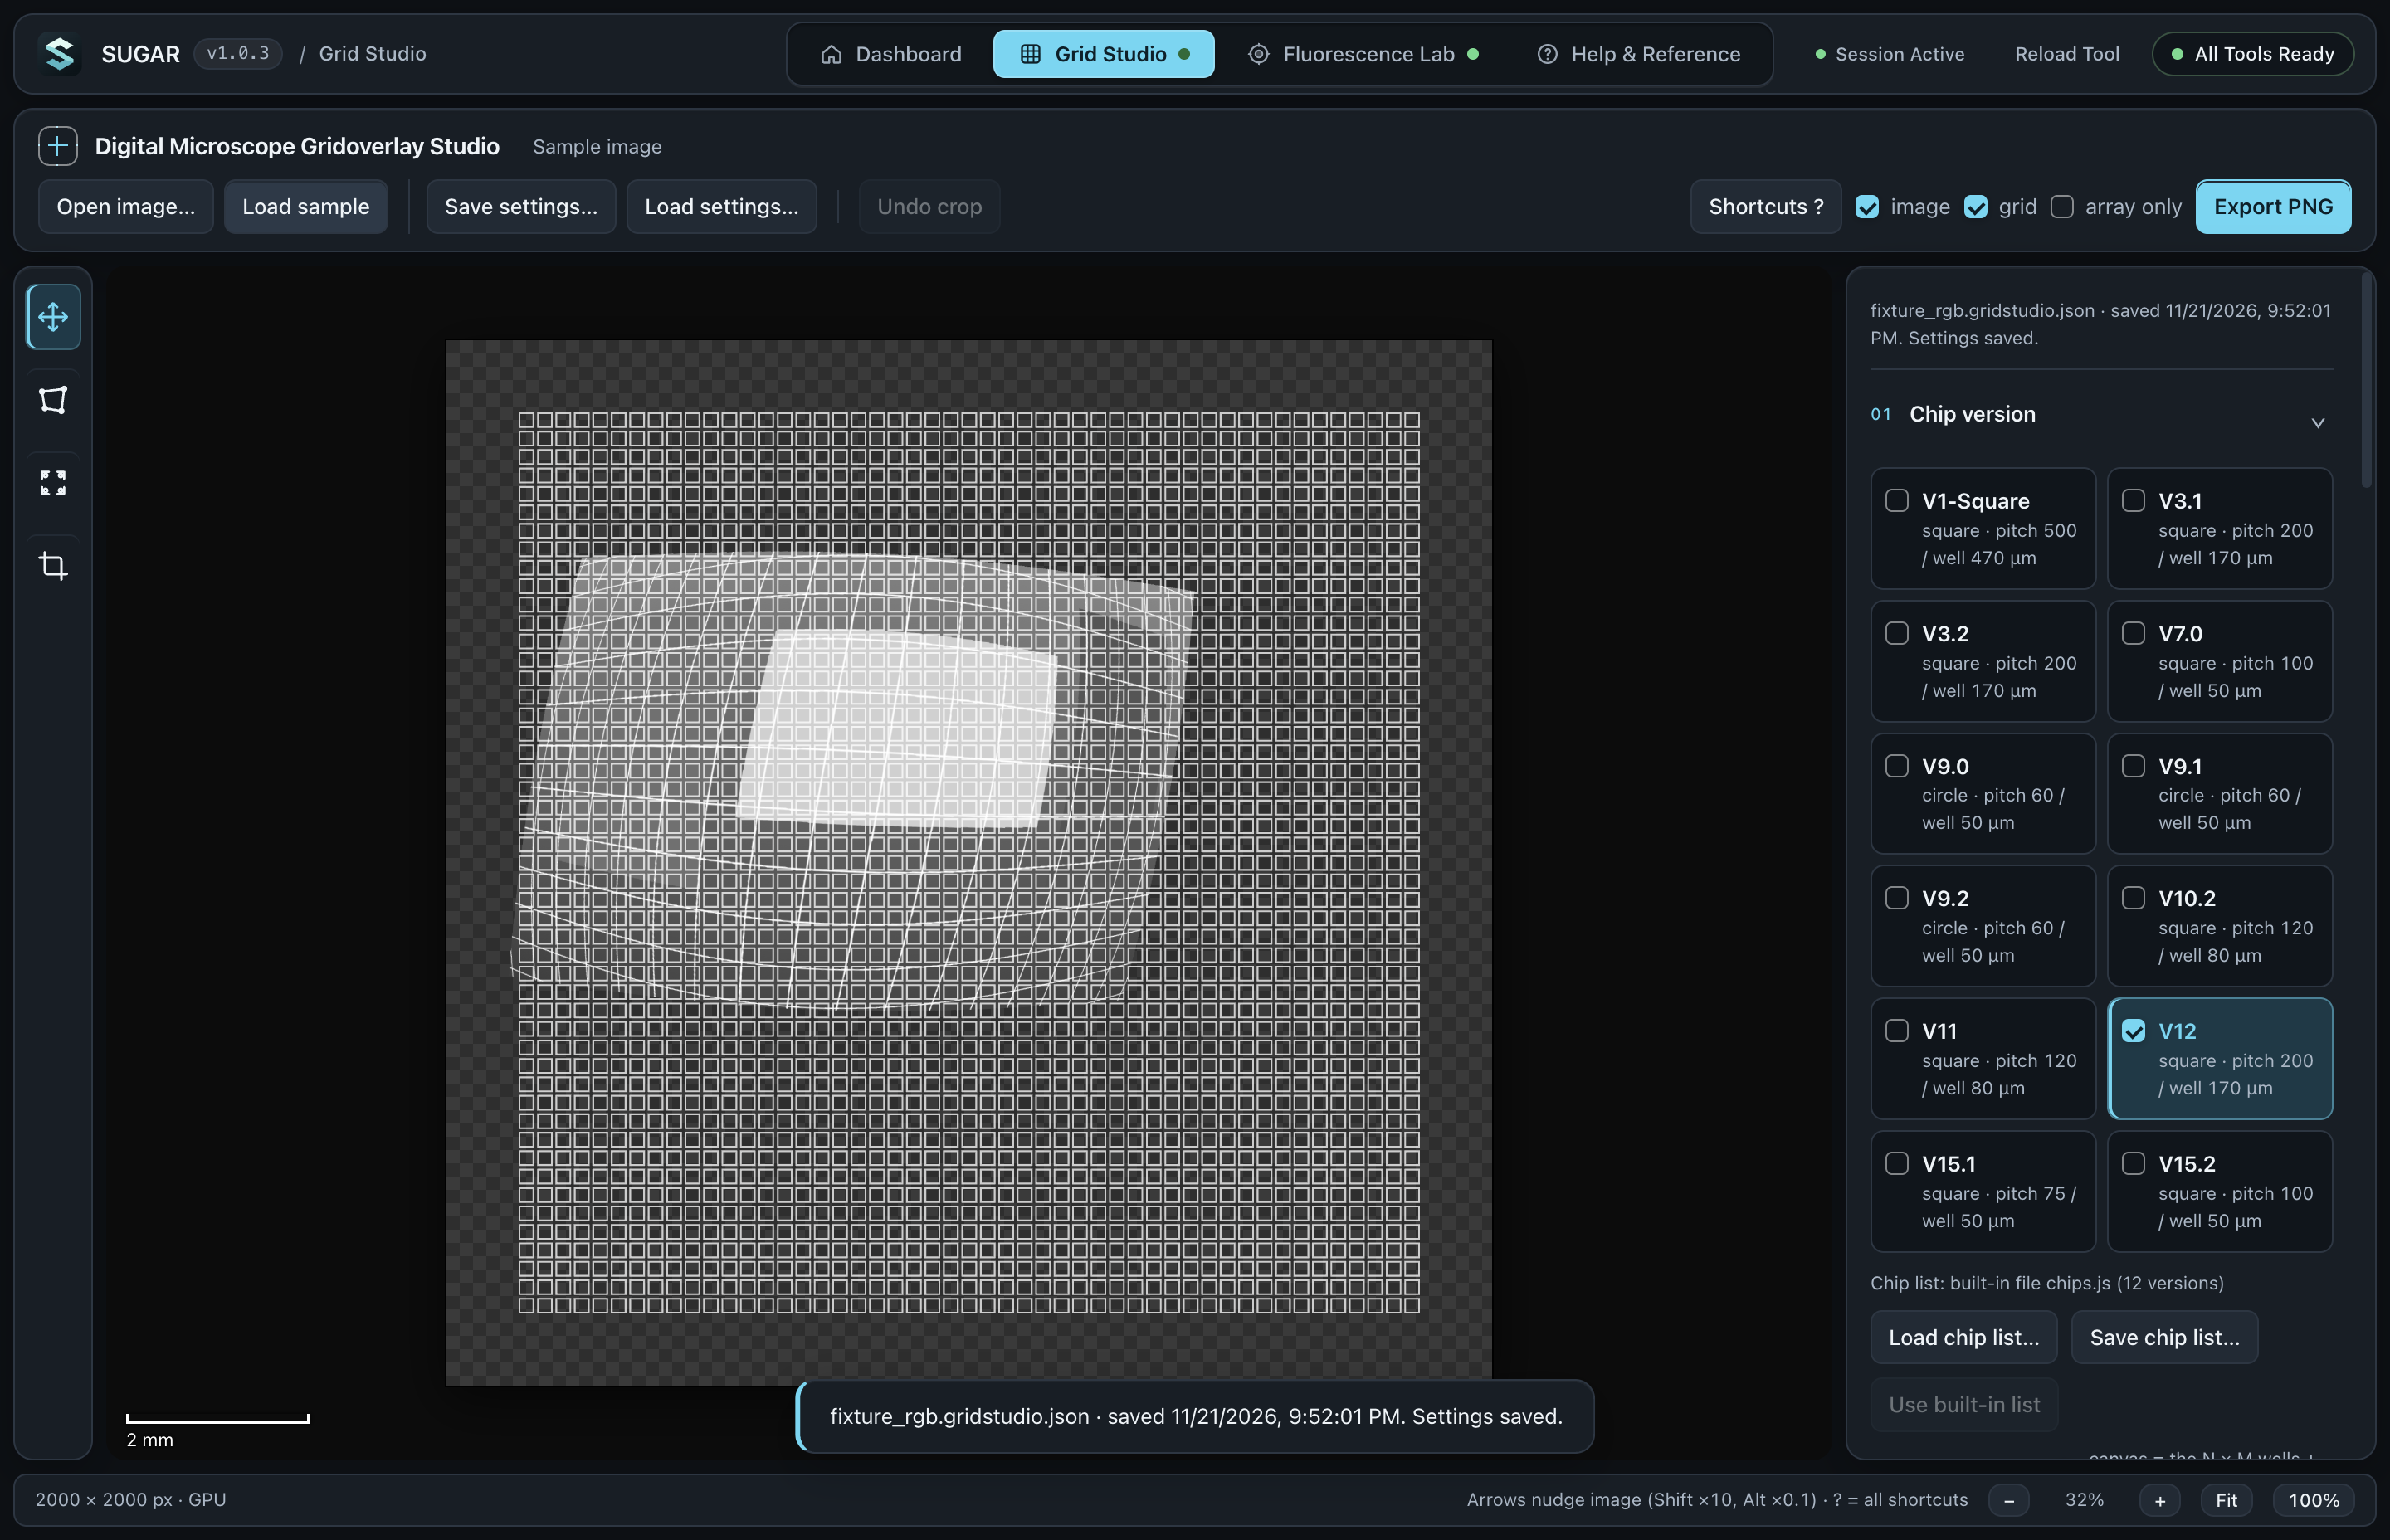 SUGAR v1.0.3 / Grid Studio
Dashboard
Grid Studio
Fluorescence Lab
Help & Reference
Session Active
Reload Tool
All Tools Ready
Digital Microscope Gridoverlay Studio Sample image
Open image...
Load sample
Save settings...
Load settings...
Undo crop
Shortcuts ?
image
grid
array only
Export PNG
fixture_rgb.gridstudio.json · saved 11/21/2026, 9:52:01
PM. Settings saved.
01 Chip version
V1-Square
square · pitch 500
/ well 470 µm
V3.1
square · pitch 200
/ well 170 µm
V3.2
square · pitch 200
/ well 170 µm
V7.0
square · pitch 100
/ well 50 µm
V9.0
circle · pitch 60 /
well 50 µm
V9.1
circle · pitch 60 /
well 50 µm
V9.2
circle · pitch 60 /
well 50 µm
V10.2
square · pitch 120
/ well 80 µm
V11
square · pitch 120
/ well 80 µm
V12
square · pitch 200
/ well 170 µm
V15.1
square · pitch 75 /
well 50 µm
V15.2
square · pitch 100
/ well 50 µm
Chip list: built-in file chips.js (12 versions)
Load chip list...
Save chip list...
Use built-in list
canvas = the N × M wells +
2 mm
fixture_rgb.gridstudio.json · saved 11/21/2026, 9:52:01 PM. Settings saved.
2000 × 2000 px · GPU
Arrows nudge image (Shift ×10, Alt ×0.1) · ? = all shortcuts
−
32%
+
Fit
100%